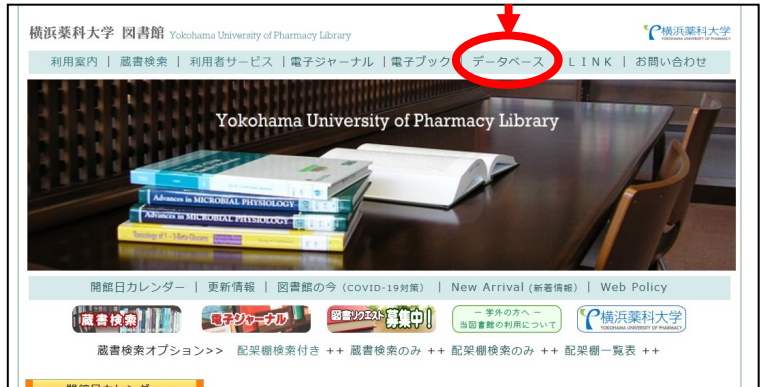 横浜薬科大学 図書館 Yokohama University of Pharmacy Library
横浜薬科大学
YOKOHAMA UNIVERSITY OF PHARMACY
利用案内 | 蔵書検索 | 利用者サービス | 電子ジャーナル | 電子ブック | データベース LINK | お問い合わせ
Yokohama University of Pharmacy Library
Advances in MICROBIAL PHYSIOLOGY
Advances in MICROBIAL PHYSIOLOGY
開館日カレンダー | 更新情報 | 図書館の今 (COVID-19対策) | New Arrival (新着情報) | Web Policy
蔵書検索
電子ジャーナル
図書リクエスト 募集中!
− 学外の方へ −
当図書館の利用について
横浜薬科大学
YOKOHAMA UNIVERSITY OF PHARMACY
蔵書検索オプション>> 配架棚検索付き ++ 蔵書検索のみ ++ 配架棚検索のみ ++ 配架棚一覧表 ++